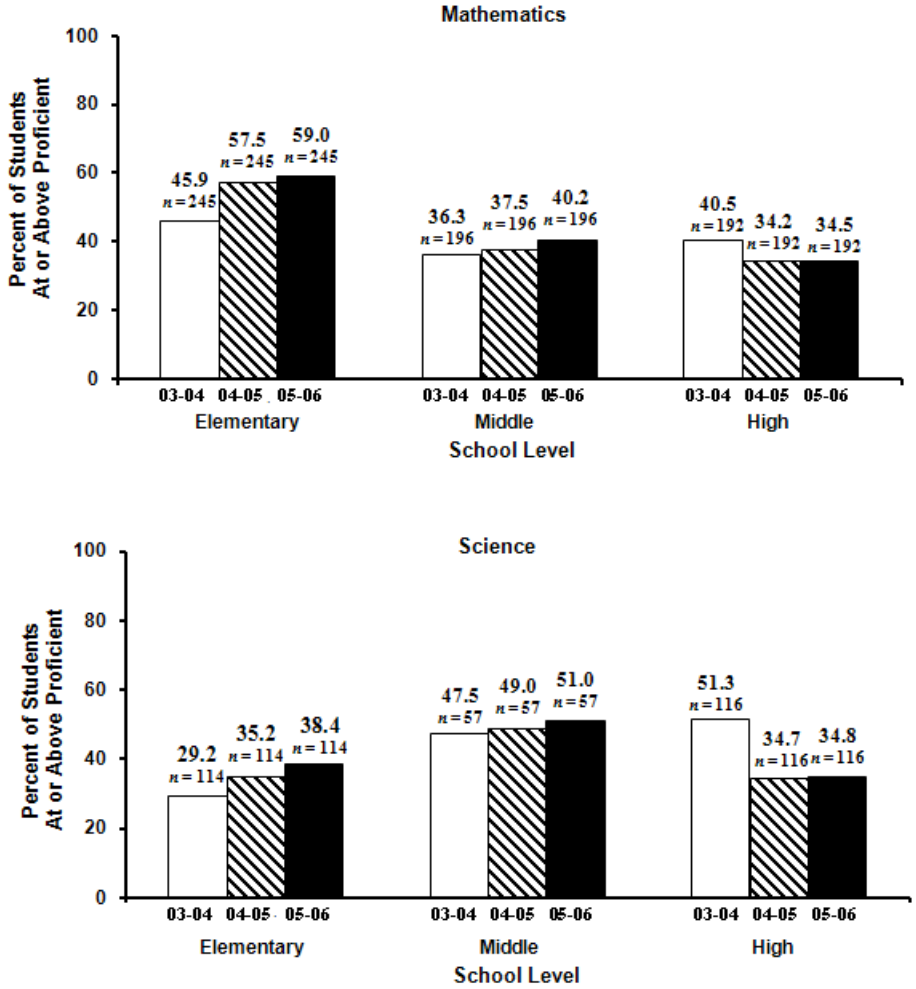 Mathematics
Percent of Students
At or Above Proficient
100
80
60
40
20
0
45.9
n=245
57.5
n=245
59.0
n=245
36.3
n=196
37.5
n=196
40.2
n=196
40.5
n=192
34.2
n=192
34.5
n=192
03-04 04-05 05-06 03-04 04-05 05-06 03-04 04-05 05-06
Elementary Middle High
School Level
Science
Percent of Students
At or Above Proficient
100
80
60
40
20
0
29.2
n=114
35.2
n=114
38.4
n=114
47.5
n=57
49.0
n=57
51.0
n=57
51.3
n=116
34.7
n=116
34.8
n=116
03-04 04-05 05-06 03-04 04-05 05-06 03-04 04-05 05-06
Elementary Middle High
School Level